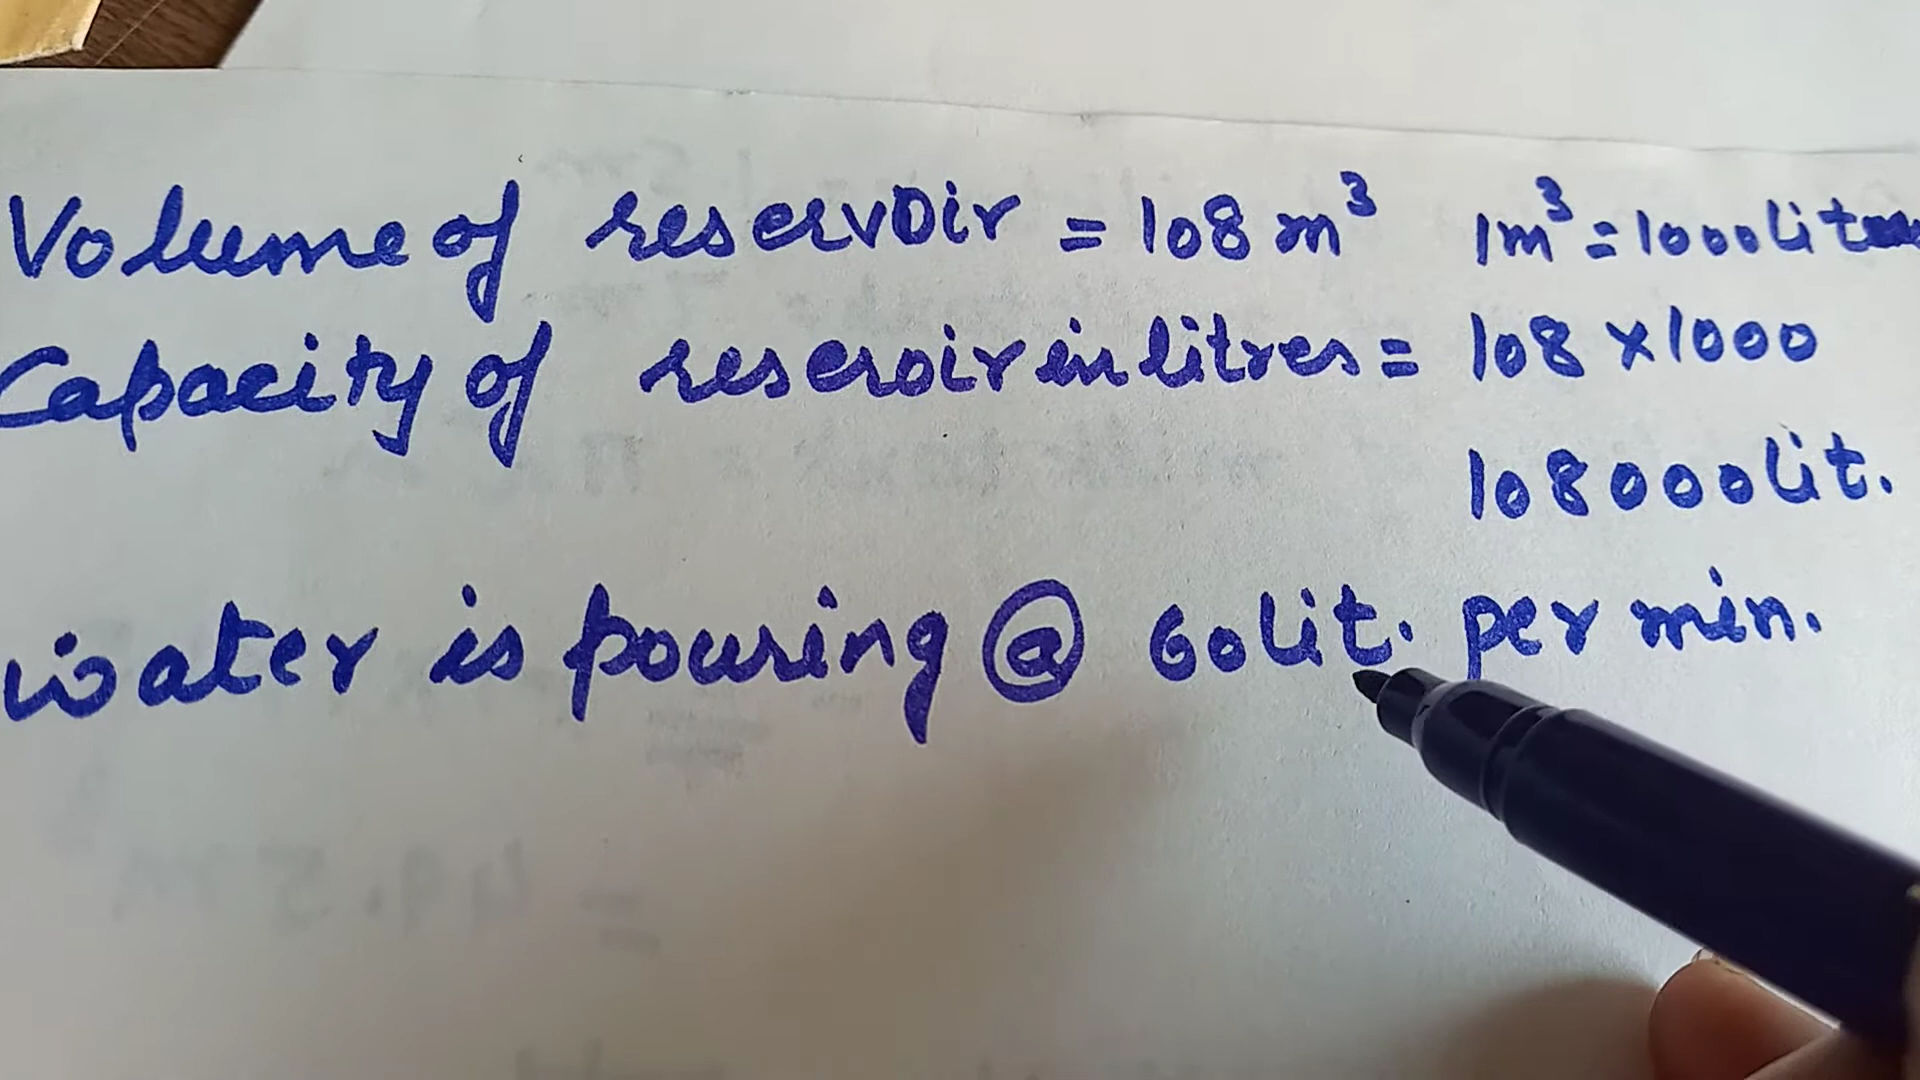 Volume of reservoir = 108 m³ 1m³ = 1000 lit
Capacity of reseroir in litres = 108 × 1000
108000 lit.
water is pouring @ 60 lit. per min.